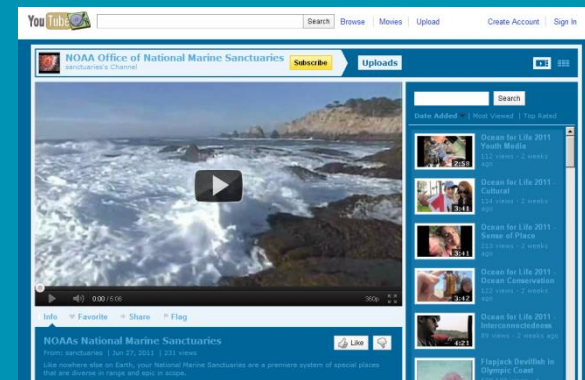 YouTube Search Browse Movies Upload Create Account Sign In
NOAA Office of National Marine Sanctuaries
sanctuaries's Channel
Subscribe
Uploads
Search
Date Added | Most Viewed | Top Rated
Ocean for Life 2011
Youth Media
112 views - 2 weeks
ago
2:58
Ocean for Life 2011 -
Cultural
114 views - 2 weeks
ago
3:41
Ocean for Life 2011 -
Sense of Place
213 views - 2 weeks
ago
3:41
Ocean for Life 2011 -
Ocean Conservation
122 views - 2 weeks
ago
3:42
Ocean for Life 2011 -
Interconnectedness
89 views - 2 weeks ago
4:21
Flapjack Devilfish in
Olympic Coast
0:00 / 6:06 360p
Info Favorite Share Flag
NOAAs National Marine Sanctuaries
From: sanctuaries | Jun 27, 2011 | 231 views
Like
Like nowhere else on Earth, your National Marine Sanctuaries are a premiere system of special places
that are diverse in range and epic in scope.